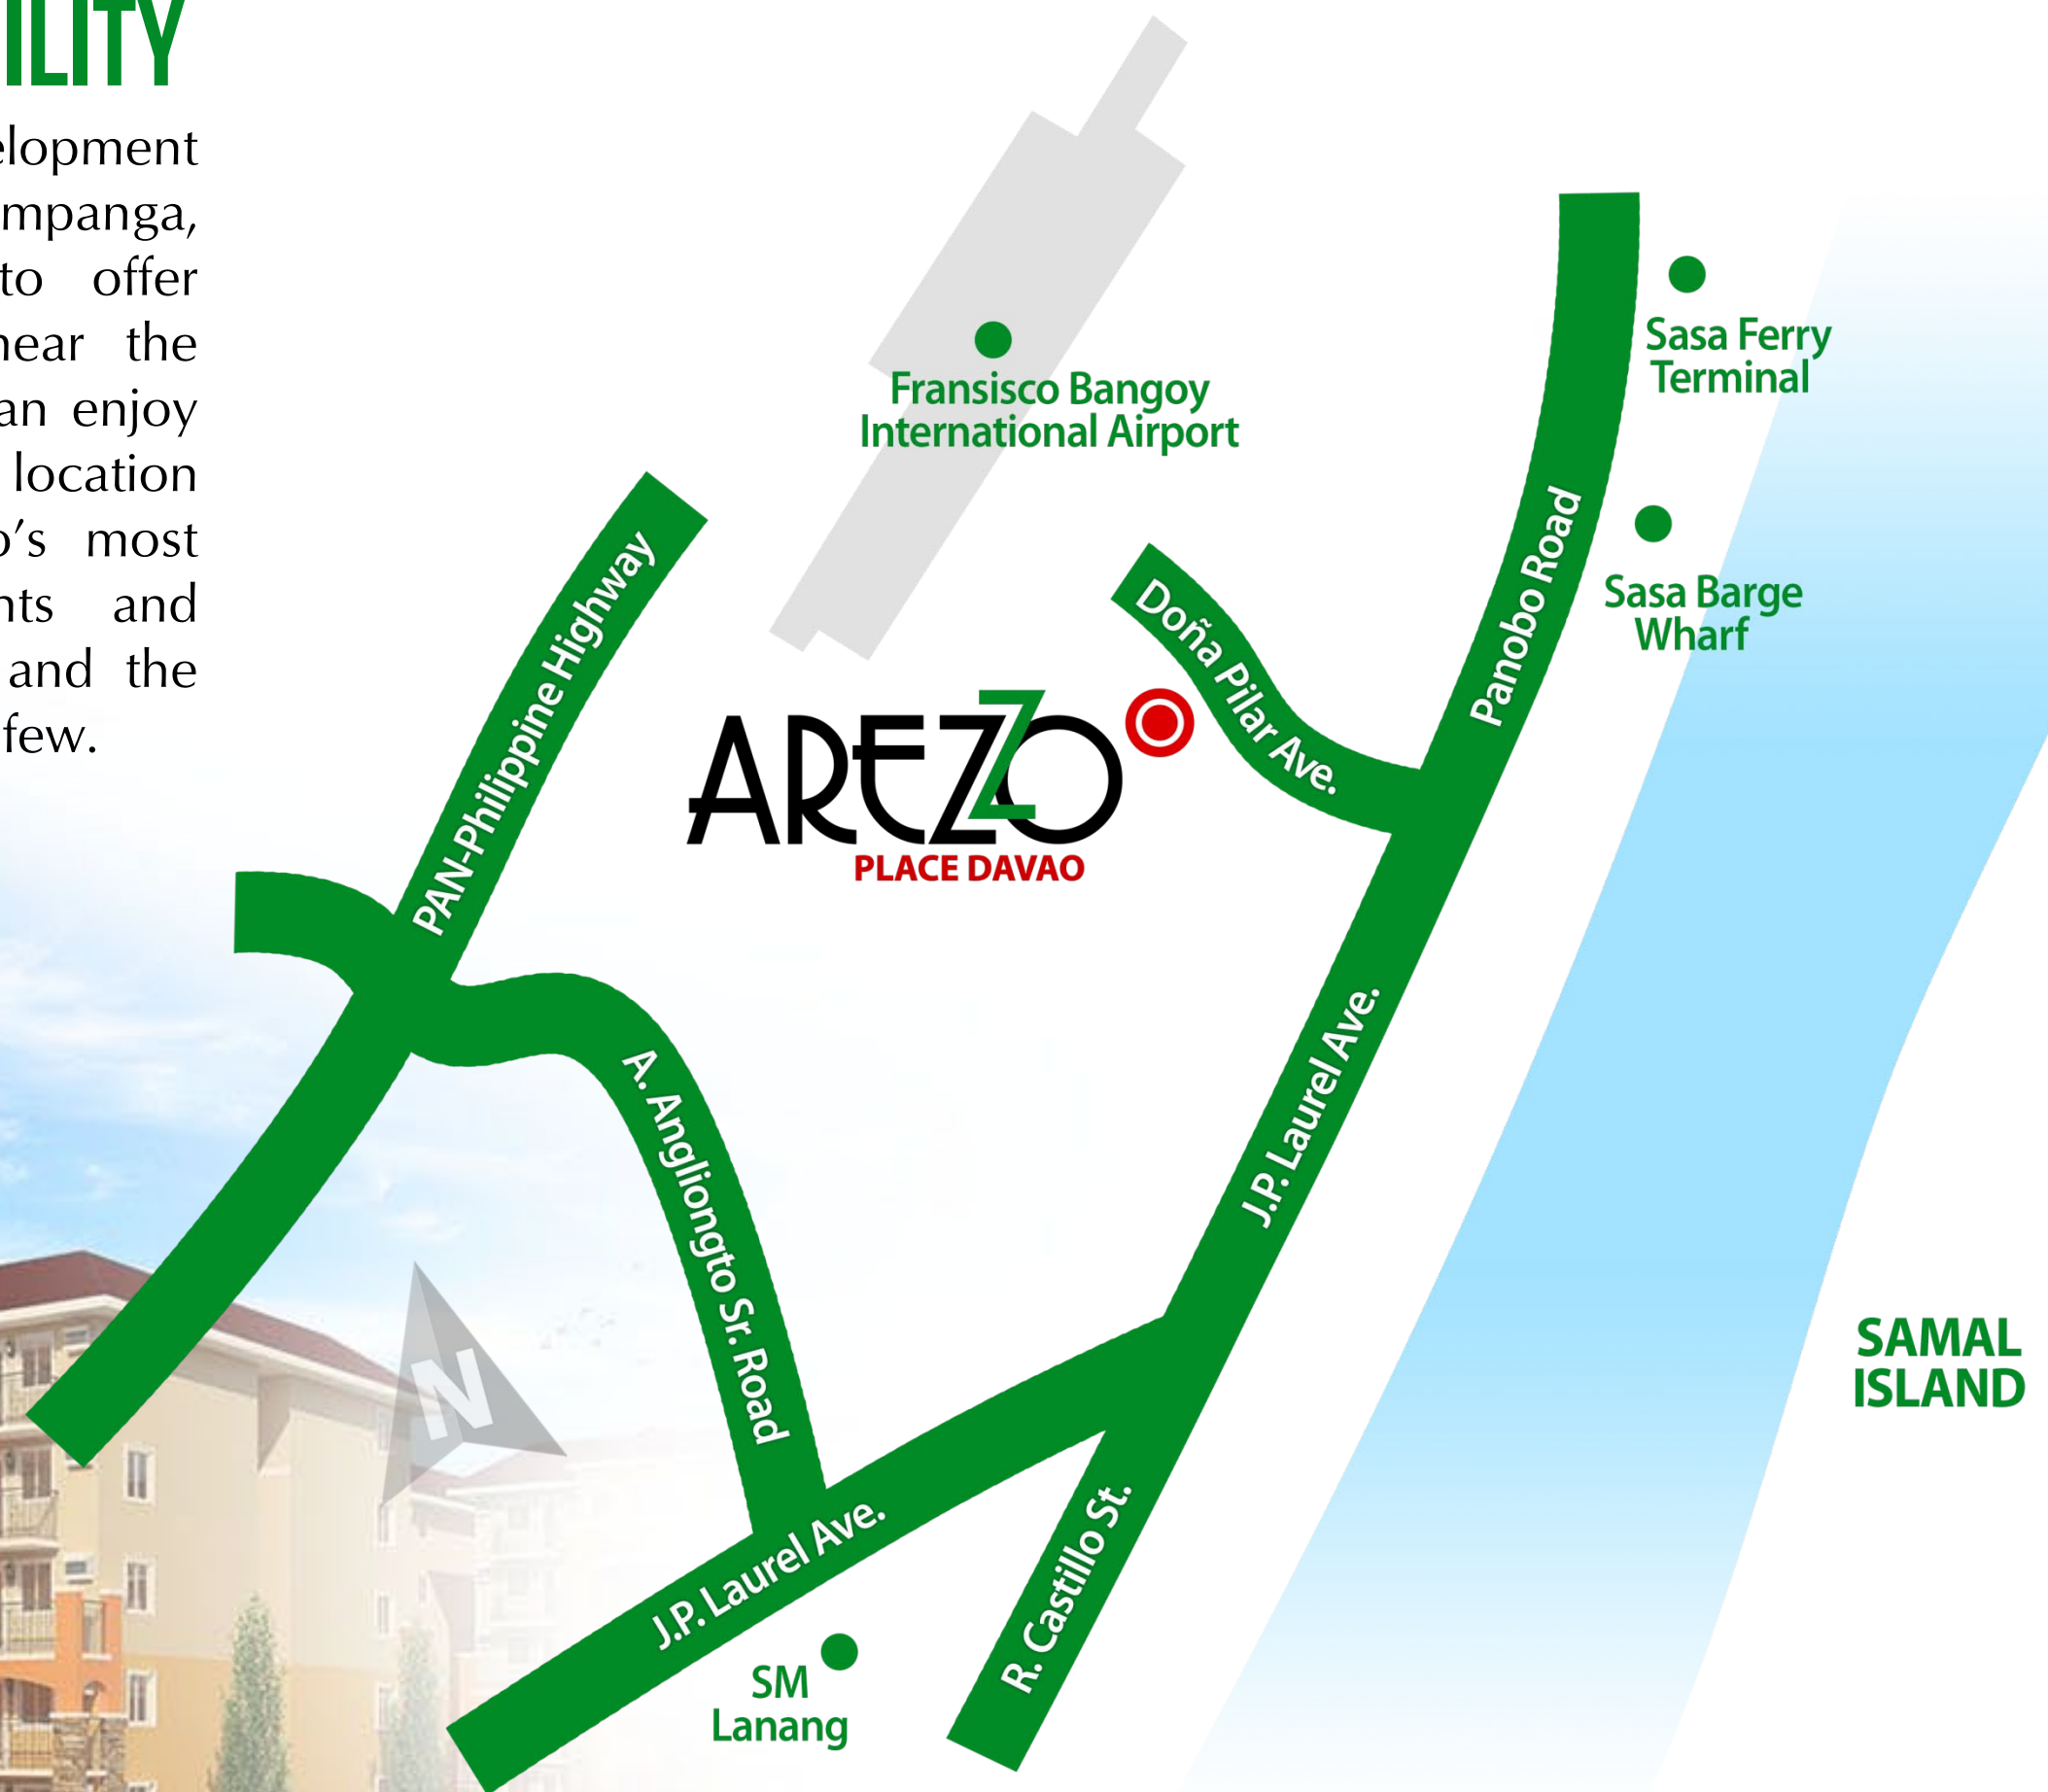 ILITY
elopment
mpanga,
to offer
near the
an enjoy
location
o's most
nts and
and the
few.
Fransisco Bangoy
International Airport
Sasa Ferry
Terminal
Sasa Barge
Wharf
PAN-Philippine Highway
Doña Pilar Ave.
Panobo Road
AREZZO
PLACE DAVAO
A. Angliongto Sr. Road
J.P. Laurel Ave.
N
SAMAL
ISLAND
J.P. Laurel Ave.
R. Castillo St.
SM
Lanang